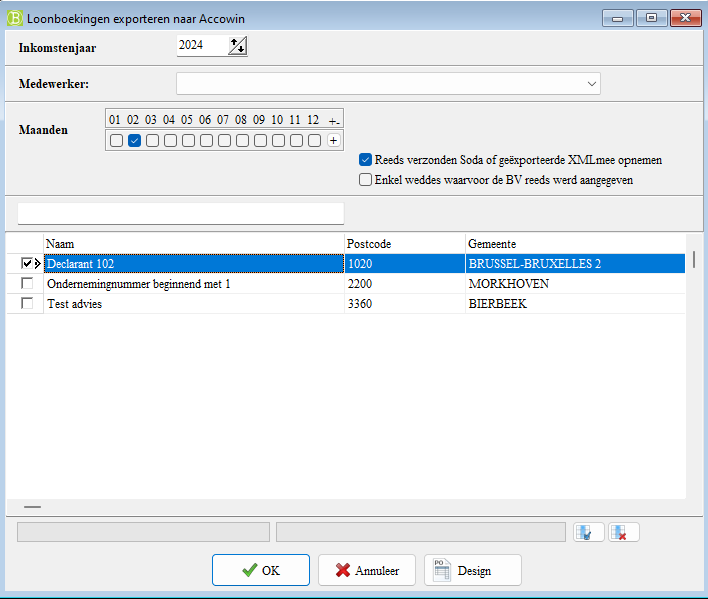 Loonboekingen exporteren naar Accowin
Inkomstenjaar 2024
Medewerker:
Maanden 01 02 03 04 05 06 07 08 09 10 11 12 +-
+
Reeds verzonden Soda of geëxporteerde XMLmee opnemen
Enkel weddes waarvoor de BV reeds werd aangegeven
Naam Postcode Gemeente
Declarant 102 1020 BRUSSEL-BRUXELLES 2
Ondernemingnummer beginnend met 1 2200 MORKHOVEN
Test advies 3360 BIERBEEK
OK Annuleer PO Design